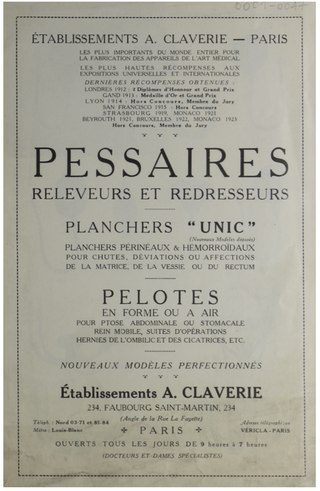 ÉTABLISSEMENTS A. CLAVERIE — PARIS
LES PLUS IMPORTANTS DU MONDE ENTIER POUR
LA FABRICATION DES APPAREILS DE L'ART MÉDICAL
LES PLUS HAUTES RÉCOMPENSES AUX
EXPOSITIONS UNIVERSELLES ET INTERNATIONALES
DERNIÈRES RÉCOMPENSES OBTENUES :
LONDRES 1912 : 3 Diplômes d'Honneur et Grand Prix
GAND 1913 : Médaille d'Or et Grand Prix
LYON 1914 : Hors Concours, Membre du Jury
SAN FRANCISCO 1915 : Hors Concours
STRASBOURG 1919, MONACO 1921
BEYROUTH 1921, BRUXELLES 1922, MONACO 1923
Hors Concours, Membre du Jury
PESSAIRES
RELEVEURS ET REDRESSEURS
PLANCHERS "UNIC"
(Nouveaux Modèles déposés)
PLANCHERS PÉRINÉAUX & HÉMORROÏDAUX
POUR CHUTES, DÉVIATIONS OU AFFECTIONS
DE LA MATRICE, DE LA VESSIE OU DU RECTUM
PELOTES
EN FORME OU A AIR
POUR PTOSE ABDOMINALE OU STOMACALE
REIN MOBILE, SUITES D'OPÉRATIONS
HERNIES DE L'OMBILIC ET DES CICATRICES, ETC.
NOUVEAUX MODÈLES PERFECTIONNÉS
Établissements A. CLAVERIE
234, FAUBOURG SAINT-MARTIN, 234
(Angle de la Rue La Fayette)
Téléph. : Nord 03-71 et 81-84
Métro : Louis-Blanc
PARIS
Adresse télégraphique
VÉRICLA-PARIS
OUVERTS TOUS LES JOURS DE 9 heures à 7 heures
(DOCTEURS ET DAMES SPÉCIALISTES)